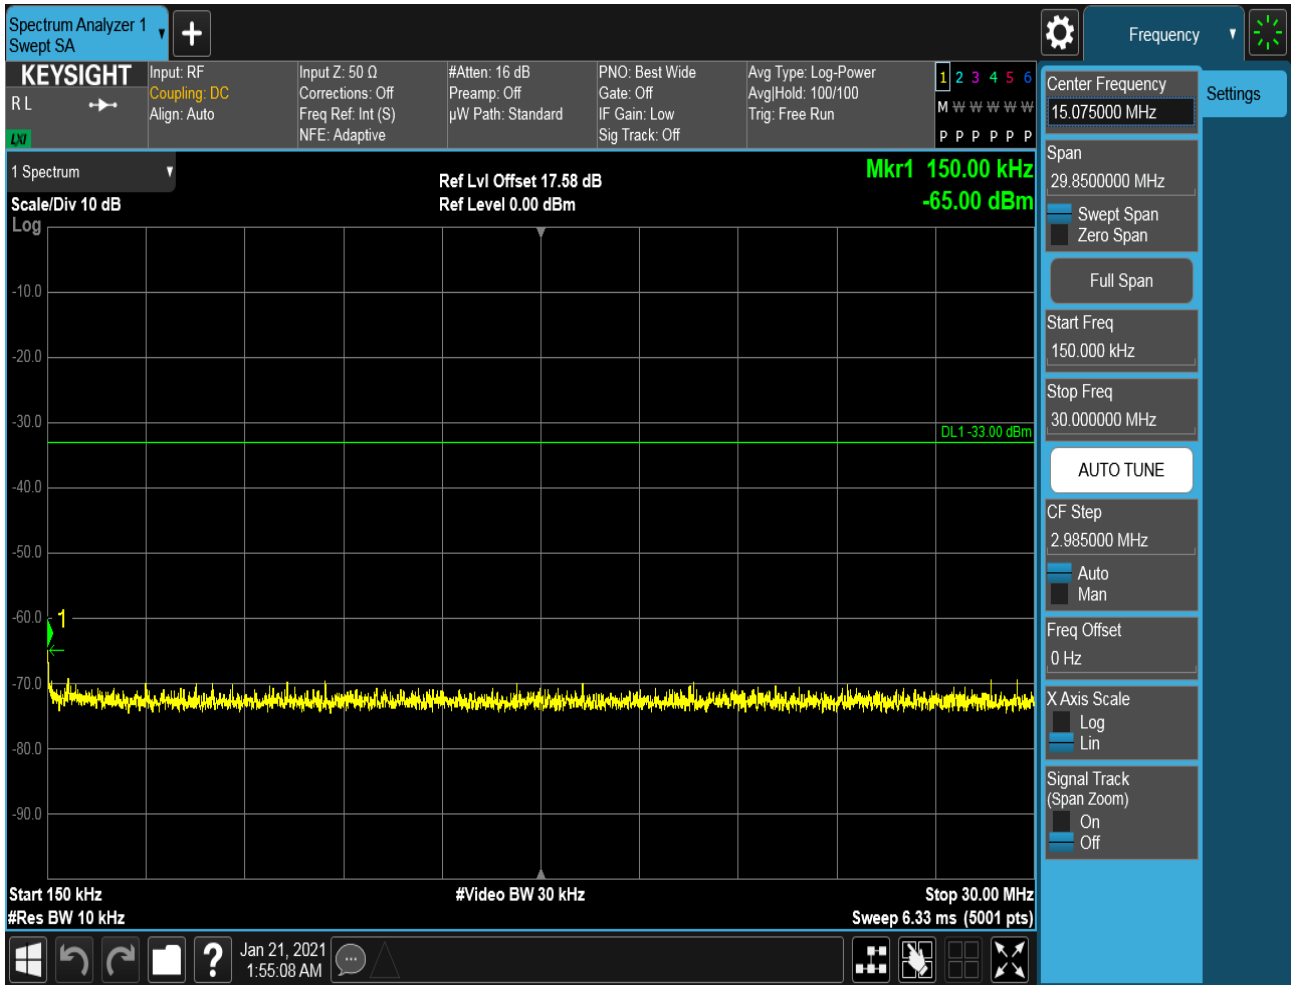 Spectrum Analyzer 1
Swept SA
Frequency
KEYSIGHT
R L
LXI
Input: RF
Coupling: DC
Align: Auto
Input Z: 50 Ω
Corrections: Off
Freq Ref: Int (S)
NFE: Adaptive
#Atten: 16 dB
Preamp: Off
µW Path: Standard
PNO: Best Wide
Gate: Off
IF Gain: Low
Sig Track: Off
Avg Type: Log-Power
Avg|Hold: 100/100
Trig: Free Run
1 2 3 4 5 6
M W W W W W
P P P P P P
1 Spectrum
Scale/Div 10 dB
Log
Ref Lvl Offset 17.58 dB
Ref Level 0.00 dBm
Mkr1 150.00 kHz
-65.00 dBm
-10.0
-20.0
-30.0
DL1 -33.00 dBm
-40.0
-50.0
-60.0
1
-70.0
-80.0
-90.0
Start 150 kHz
#Video BW 30 kHz
Stop 30.00 MHz
#Res BW 10 kHz
Sweep 6.33 ms (5001 pts)
Jan 21, 2021
1:55:08 AM
Center Frequency
15.075000 MHz
Settings
Span
29.8500000 MHz
Swept Span
Zero Span
Full Span
Start Freq
150.000 kHz
Stop Freq
30.000000 MHz
AUTO TUNE
CF Step
2.985000 MHz
Auto
Man
Freq Offset
0 Hz
X Axis Scale
Log
Lin
Signal Track
(Span Zoom)
On
Off